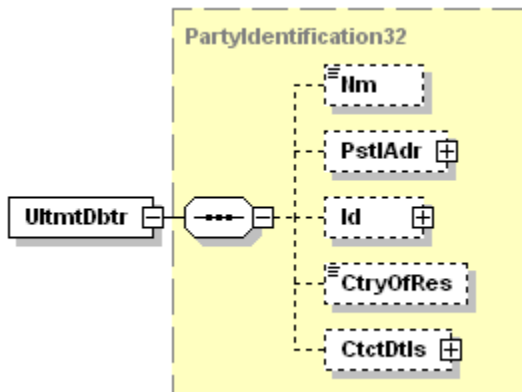 PartyIdentification32
Nm
PstlAdr
UltmtDbtr
Id
CtryOfRes
CtctDtls